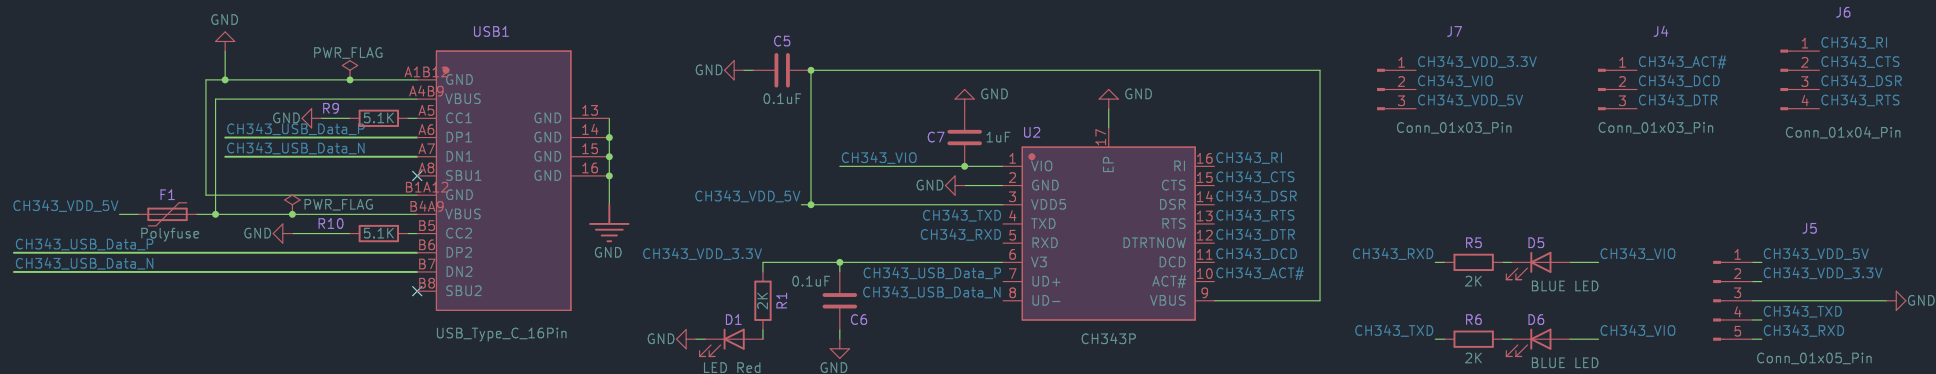 GND
USB1
PWR_FLAG
A1B12
GND
A4B9
VBUS
R9
GND
5.1K
A5
CC1
CH343_USB_Data_P
A6
DP1
CH343_USB_Data_N
A7
DN1
A8
SBU1
B1A12
GND
F1
CH343_VDD_5V
Polyfuse
PWR_FLAG
B4A9
VBUS
R10
GND
5.1K
B5
CC2
CH343_USB_Data_P
B6
DP2
CH343_USB_Data_N
B7
DN2
B8
SBU2
GND 13
GND 14
GND 15
GND 16
GND
USB_Type_C_16Pin
C5
GND
0.1uF
GND
C7
1uF
GND
U2
17
EP
CH343_VIO
1 VIO
GND
2 GND
CH343_VDD_5V
3 VDD5
CH343_TXD
4 TXD
CH343_RXD
5 RXD
CH343_VDD_3.3V
6 V3
CH343_USB_Data_P
7 UD+
CH343_USB_Data_N
8 UD-
RI 16 CH343_RI
CTS 15 CH343_CTS
DSR 14 CH343_DSR
RTS 13 CH343_RTS
DTRTNOW 12 CH343_DTR
DCD 11 CH343_DCD
ACT# 10 CH343_ACT#
VBUS 9
CH343P
2K
R1
0.1uF
C6
GND
D1
GND
LED Red
J7
1 CH343_VDD_3.3V
2 CH343_VIO
3 CH343_VDD_5V
Conn_01x03_Pin
J4
1 CH343_ACT#
2 CH343_DCD
3 CH343_DTR
Conn_01x03_Pin
J6
1 CH343_RI
2 CH343_CTS
3 CH343_DSR
4 CH343_RTS
Conn_01x04_Pin
R5
D5
CH343_RXD
CH343_VIO
2K
BLUE LED
R6
D6
CH343_TXD
CH343_VIO
2K
BLUE LED
J5
1 CH343_VDD_5V
2 CH343_VDD_3.3V
3 GND
4 CH343_TXD
5 CH343_RXD
Conn_01x05_Pin